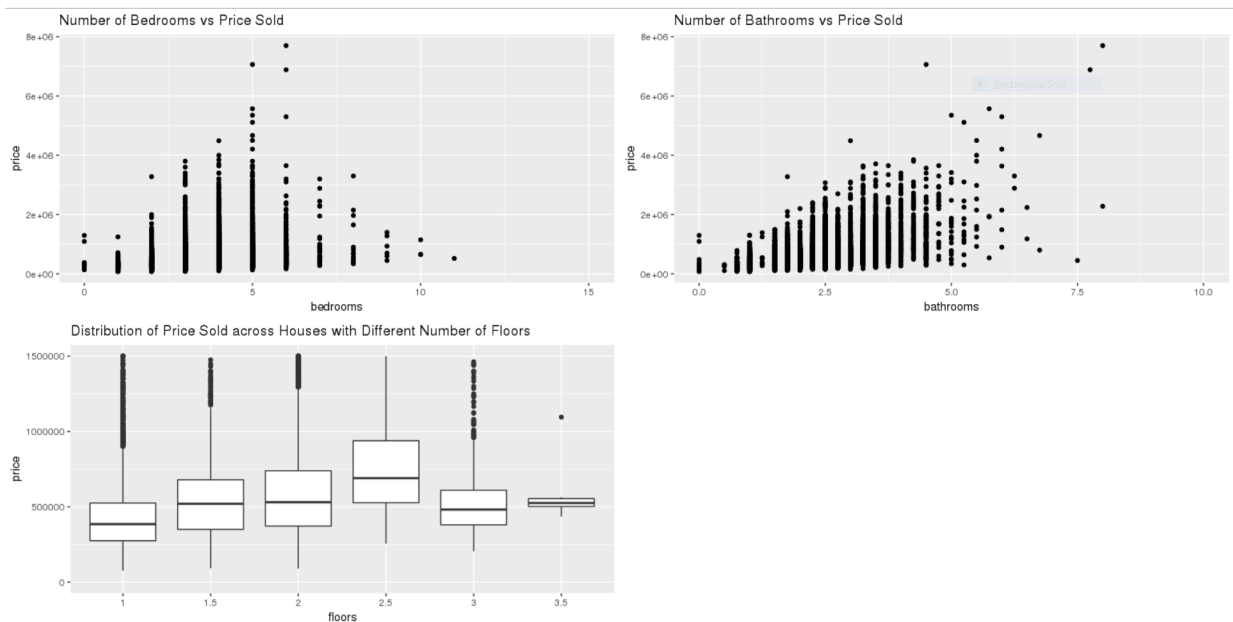 Number of Bedrooms vs Price Sold
8e+06
6e+06
4e+06
2e+06
0e+00
price
0 5 10 15
bedrooms
Number of Bathrooms vs Price Sold
8e+06
6e+06
4e+06
2e+06
0e+00
price
Rectangular Snip
0.0 2.5 5.0 7.5 10.0
bathrooms
Distribution of Price Sold across Houses with Different Number of Floors
1500000
1000000
500000
0
price
1 1.5 2 2.5 3 3.5
floors